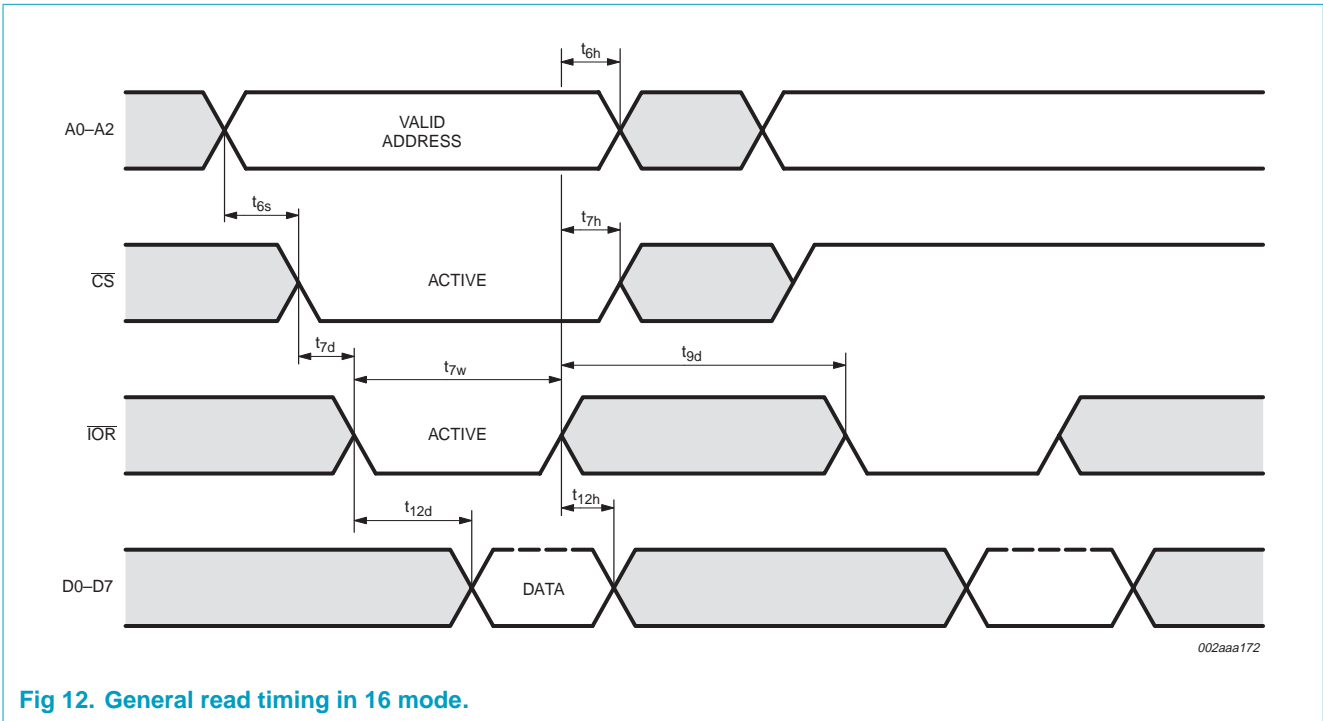 t6h
A0–A2
VALID
ADDRESS
t6s
t7h
CS
ACTIVE
t7d
t7w
t9d
IOR
ACTIVE
t12d
t12h
D0–D7
DATA
002aaa172
Fig 12. General read timing in 16 mode.